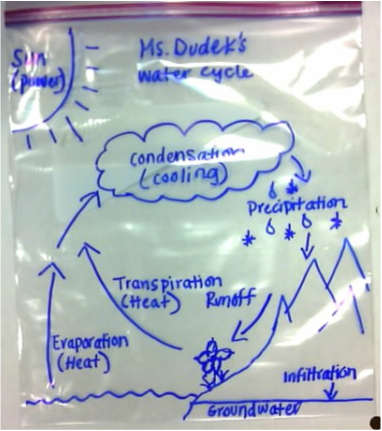 Sun
(power)
Ms. Dudek's
water cycle
condensation
(cooling)
Precipitation
Transpiration
(Heat)
Runoff
Evaporation
(Heat)
Infiltration
Groundwater